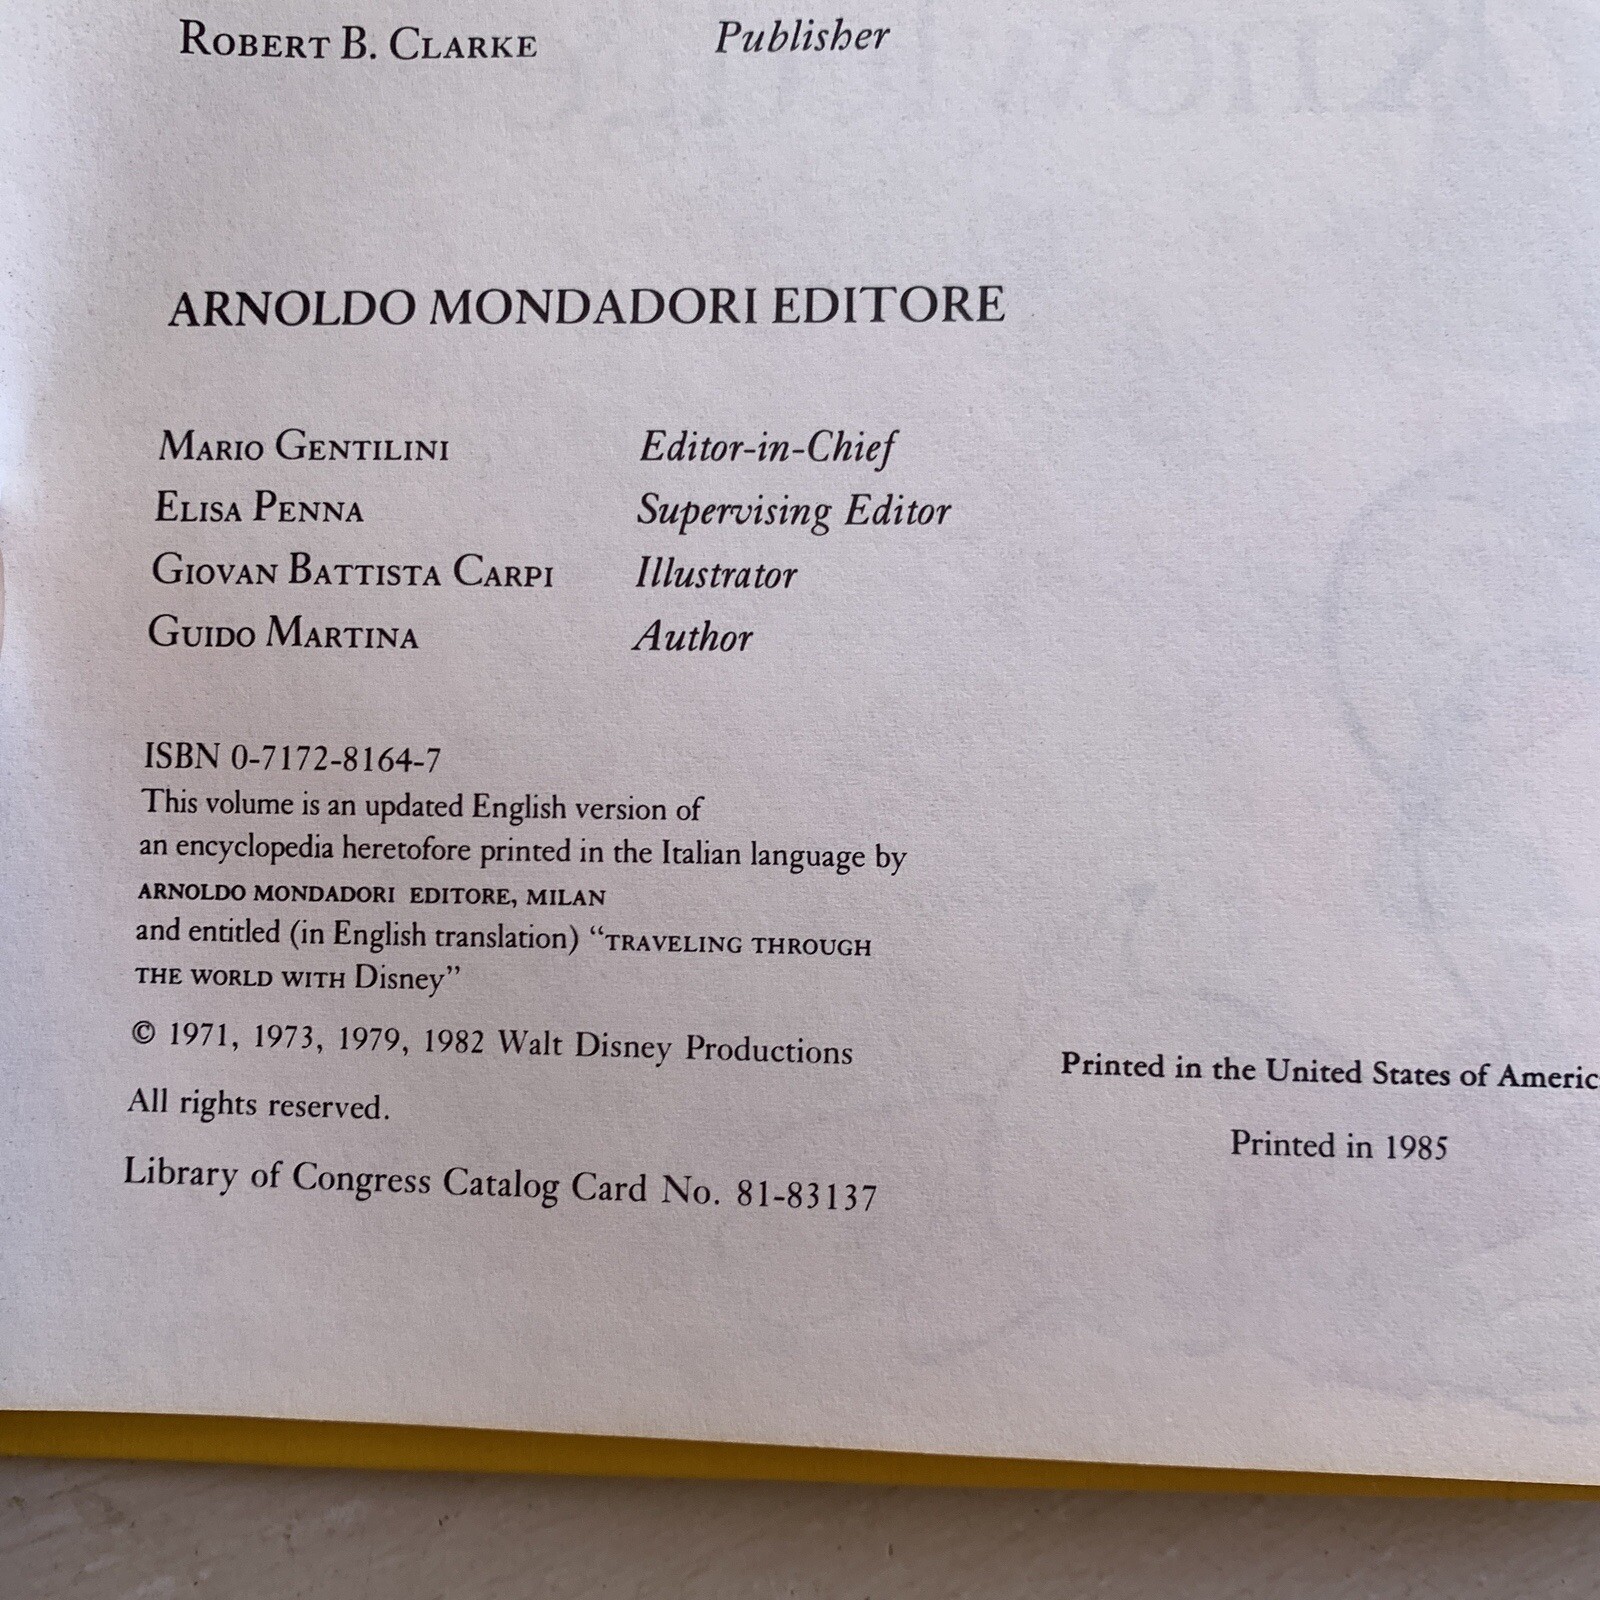 ROBERT B. CLARKE Publisher
ARNOLDO MONDADORI EDITORE
MARIO GENTILINI Editor-in-Chief
ELISA PENNA Supervising Editor
GIOVAN BATTISTA CARPI Illustrator
GUIDO MARTINA Author
ISBN 0-7172-8164-7
This volume is an updated English version of
an encyclopedia heretofore printed in the Italian language by
ARNOLDO MONDADORI EDITORE, MILAN
and entitled (in English translation) “TRAVELING THROUGH
THE WORLD WITH Disney”
© 1971, 1973, 1979, 1982 Walt Disney Productions
All rights reserved.
Library of Congress Catalog Card No. 81-83137
Printed in the United States of Americ
Printed in 1985